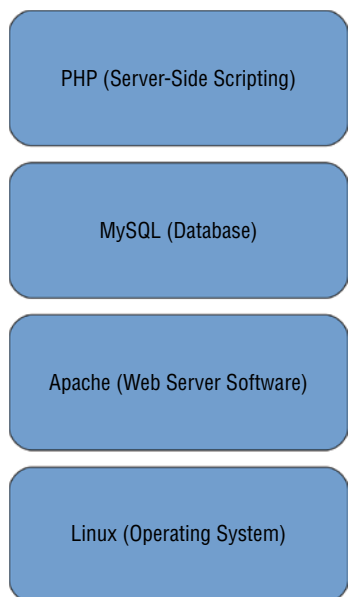 PHP (Server-Side Scripting)
MySQL (Database)
Apache (Web Server Software)
Linux (Operating System)